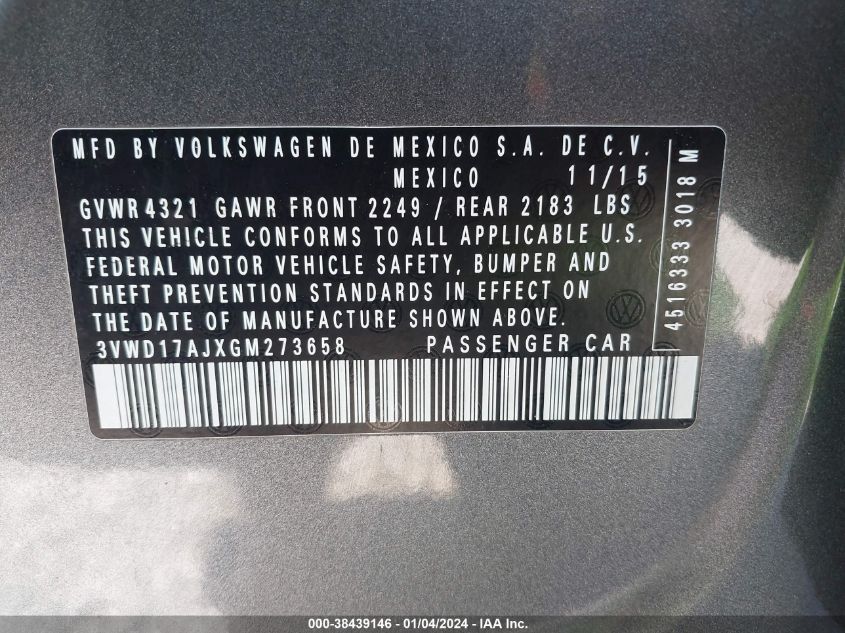 MFD BY VOLKSWAGEN DE MEXICO S.A. DE C.V.
MEXICO 11/15
GVWR 4321 GAWR FRONT 2249 / REAR 2183 LBS
THIS VEHICLE CONFORMS TO ALL APPLICABLE U.S.
FEDERAL MOTOR VEHICLE SAFETY, BUMPER AND
THEFT PREVENTION STANDARDS IN EFFECT ON
THE DATE OF MANUFACTURE SHOWN ABOVE.
3VWD17AJXGM273658 PASSENGER CAR
4516333 3018 M
000-38439146 - 01/04/2024 - IAA Inc.